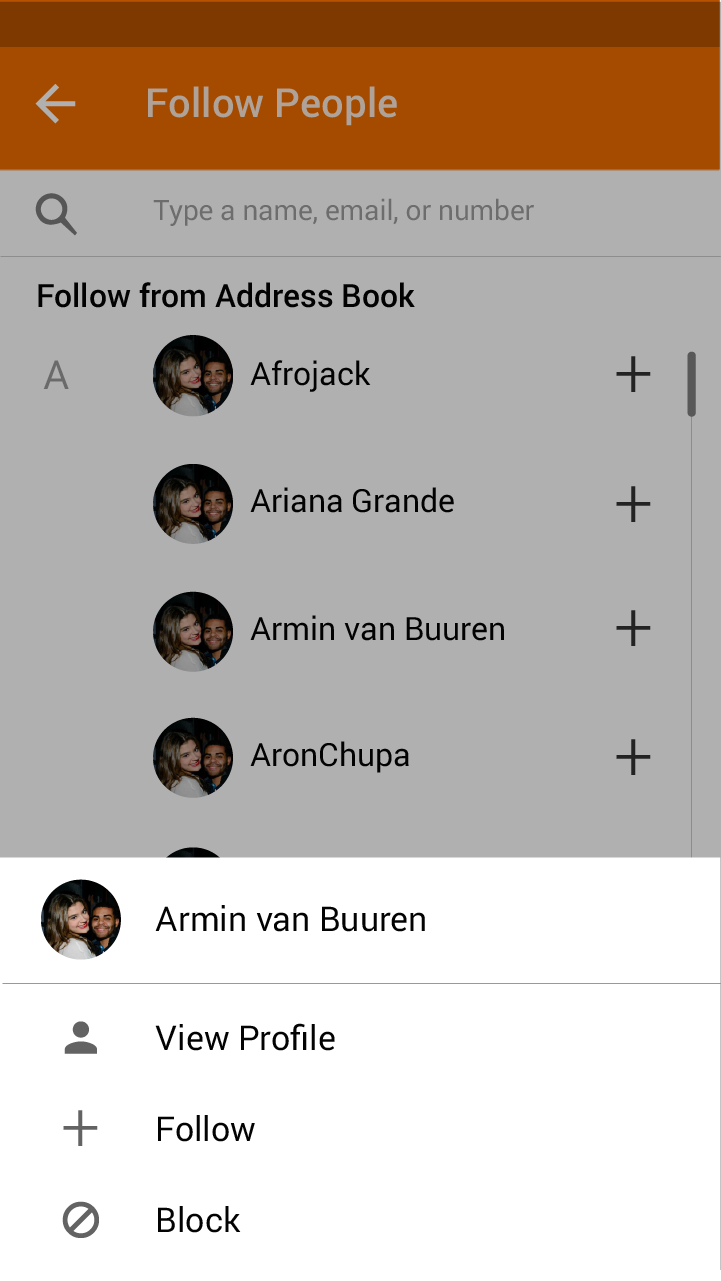 Follow People
Type a name, email, or number
Follow from Address Book
A
Afrojack
Ariana Grande
Armin van Buuren
AronChupa
Armin van Buuren
View Profile
Follow
Block